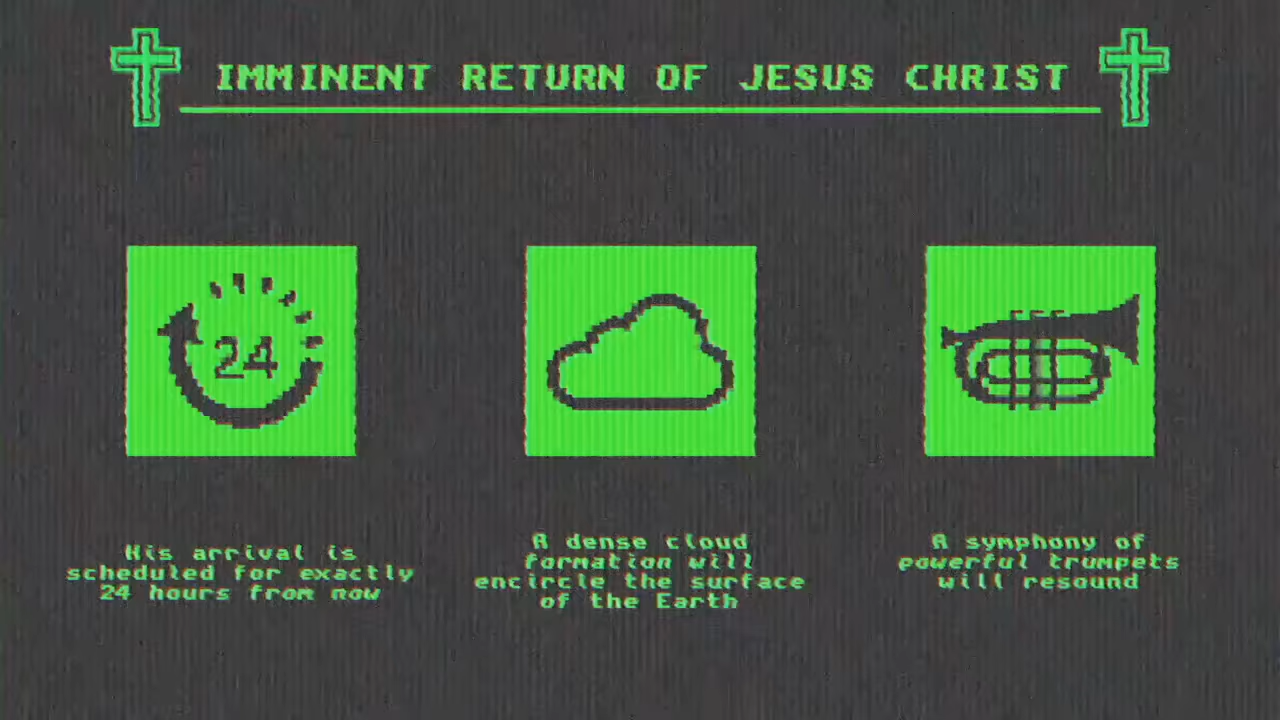 IMMINENT RETURN OF JESUS CHRIST
24
His arrival is
scheduled for exactly
24 hours from now
A dense cloud
formation will
encircle the surface
of the Earth
A symphony of
powerful trumpets
will resound